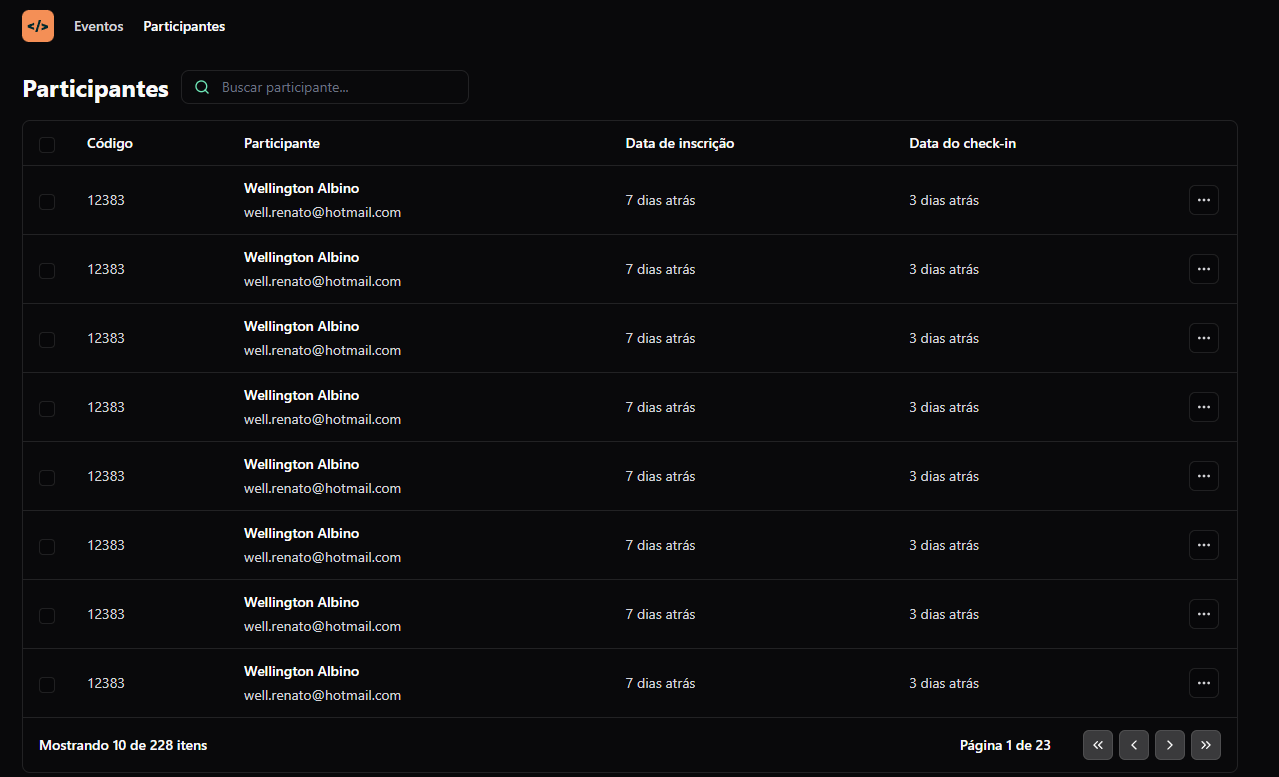 </> Eventos Participantes
Participantes Buscar participante...
Código Participante Data de inscrição Data do check-in
12383 Wellington Albino 7 dias atrás 3 dias atrás ...
well.renato@hotmail.com
12383 Wellington Albino 7 dias atrás 3 dias atrás ...
well.renato@hotmail.com
12383 Wellington Albino 7 dias atrás 3 dias atrás ...
well.renato@hotmail.com
12383 Wellington Albino 7 dias atrás 3 dias atrás ...
well.renato@hotmail.com
12383 Wellington Albino 7 dias atrás 3 dias atrás ...
well.renato@hotmail.com
12383 Wellington Albino 7 dias atrás 3 dias atrás ...
well.renato@hotmail.com
12383 Wellington Albino 7 dias atrás 3 dias atrás ...
well.renato@hotmail.com
12383 Wellington Albino 7 dias atrás 3 dias atrás ...
well.renato@hotmail.com
Mostrando 10 de 228 itens Página 1 de 23 « ‹ › »